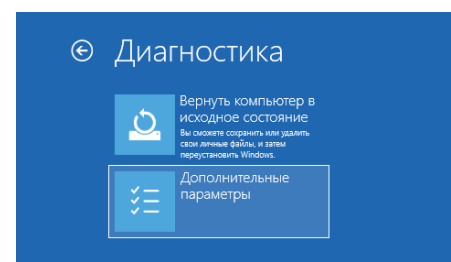 Диагностика
Вернуть компьютер в
исходное состояние
Вы сможете сохранить или удалить
свои личные файлы, и затем
переустановить Windows.
Дополнительные
параметры